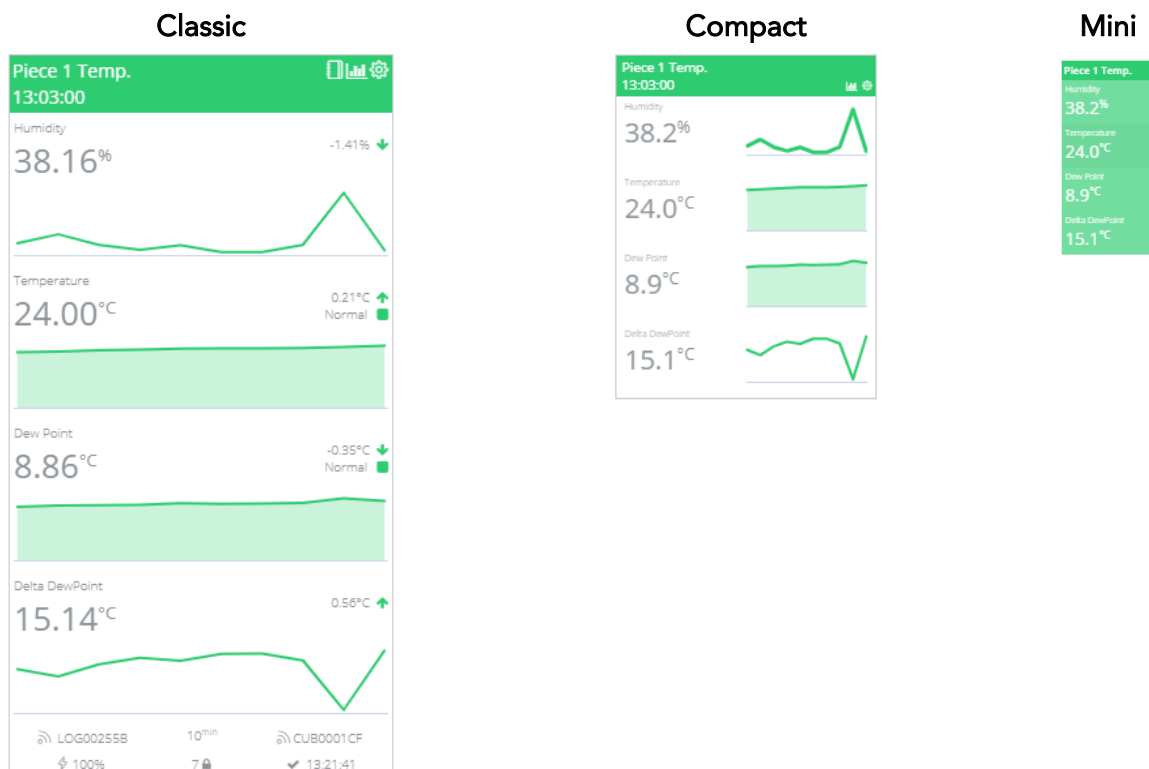 Classic
Piece 1 Temp.
13:03:00
Humidity
38.16%
-1.41%
Temperature
24.00°C
0.21°C
Normal
Dew Point
8.86°C
-0.35°C
Normal
Delta DewPoint
15.14°C
0.56°C
LOG00255B 10min CUB0001CF
100% 7 13:21:41
Compact
Piece 1 Temp.
13:03:00
Humidity
38.2%
Temperature
24.0°C
Dew Point
8.9°C
Delta DewPoint
15.1°C
Mini
Piece 1 Temp.
Humidity
38.2%
Temperature
24.0°C
Dew Point
8.9°C
Delta DewPoint
15.1°C